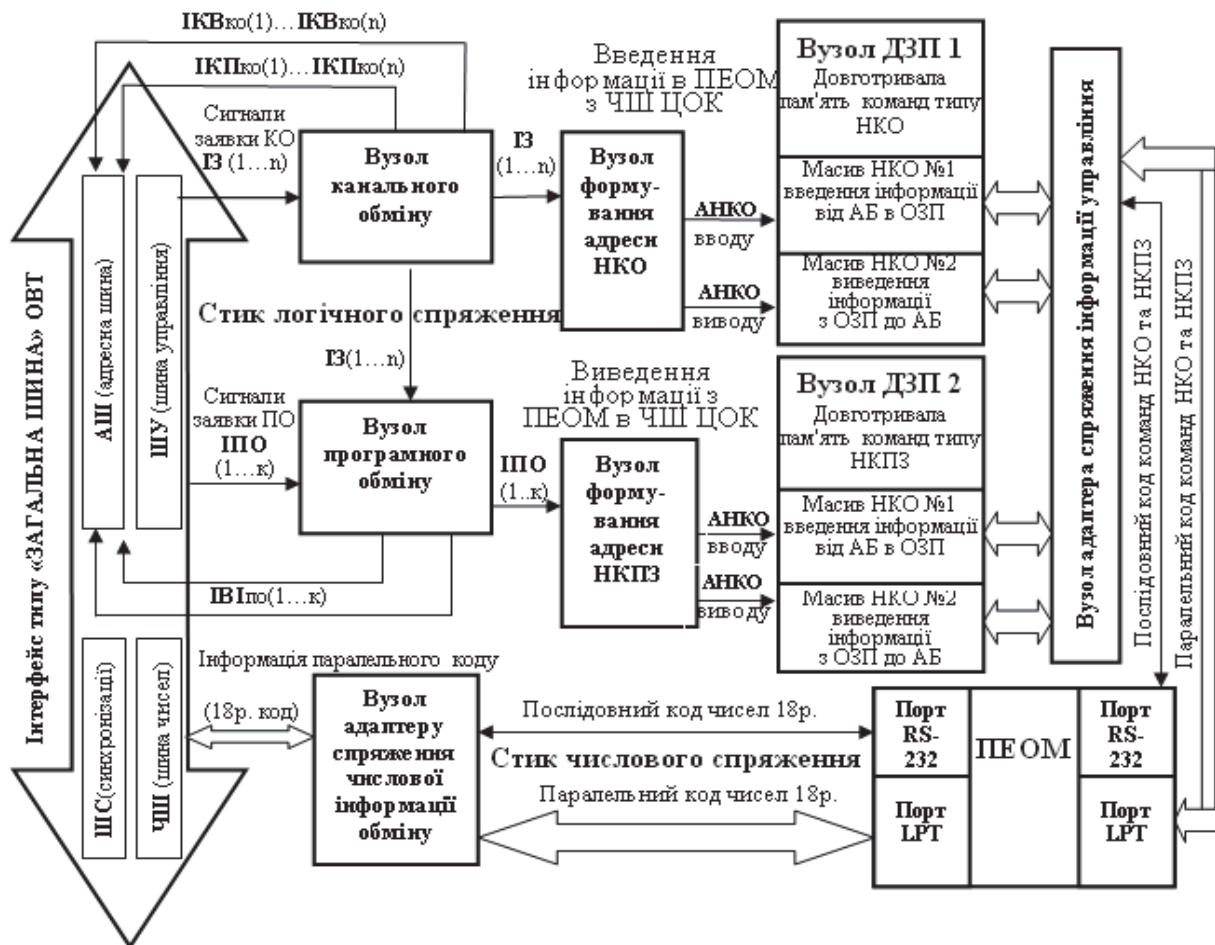 ІКВко(1)... ІКВко(n)
ІКПко(1)... ІКПко(n)
Сигнали
заявки КО
ІЗ (1...n)
Вузол
канального
обміну
ІЗ
(1...n)
Введення
інформації в ПЕОМ
з ЧШ ЦОК
Вузол
форму-
вання
адреси
НКО
АНКО
вводу
АНКО
виводу
Вузол ДЗП 1
Довготривала
пам'ять команд типу
НКО
Масив НКО №1
введення інформації
від АБ в ОЗП
Масив НКО №2
виведення
інформації
з ОЗП до АБ
Стик логічного спряження
ІЗ(1...n)
Сигнали
заявки ПО
ІПО
(1...к)
Вузол
програмного
обміну
ІПО
(1..к)
Виведення
інформації з
ПЕОМ в ЧШ ЦОК
Вузол
форму-
вання
адреси
НКПЗ
АНКО
вводу
АНКО
виводу
Вузол ДЗП 2
Довготривала
пам'ять команд типу
НКПЗ
Масив НКО №1
введення інформації
від АБ в ОЗП
Масив НКО №2
виведення
інформації
з ОЗП до АБ
ІВІпо(1...к)
Інтерфейс типу «ЗАГАЛЬНА ШИНА» ОВТ
АШ (адресна шина)
ШУ (шина управління)
ШС(синхронізації)
ЧШ (шина чисел)
Вузол адаптера спряження інформації управління
Послідовний код команд НКО та НКПЗ
Паралельний код команд НКО та НКПЗ
Інформація паралельного коду
(18р. код)
Вузол
адаптеру
спряження
числової
інформації
обміну
Послідовний код чисел 18р.
Стик числового спряження
Паралельний код чисел 18р.
Порт
RS-
232
ПЕОМ
Порт
RS-
232
Порт
LPT
Порт
LPT